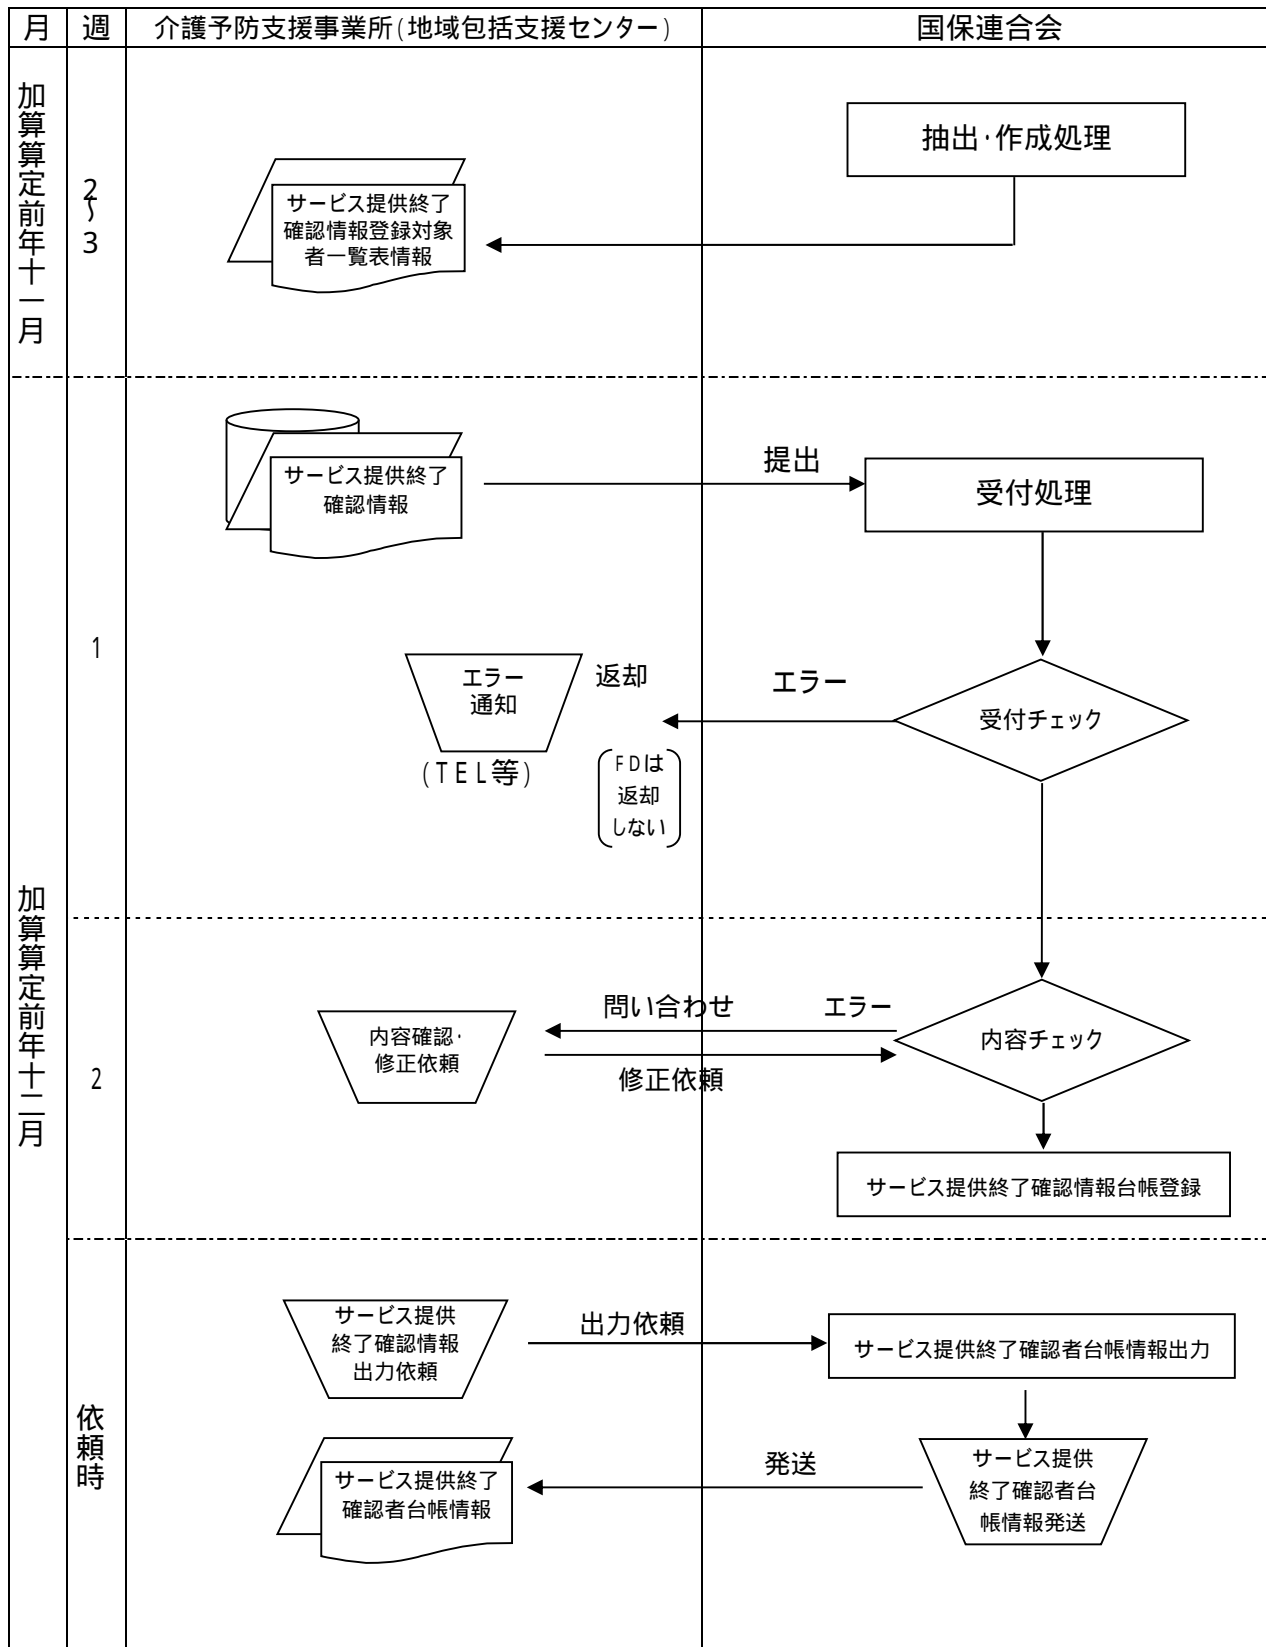 月
週
介護予防支援事業所(地域包括支援センター)
国保連合会
加算算定前年十一月
2〜3
抽出・作成処理
サービス提供終了
確認情報登録対象
者一覧表情報
加算算定前年十二月
1
サービス提供終了
確認情報
提出
受付処理
エラー
通知
(TEL等)
返却
FDは
返却
しない
エラー
受付チェック
2
内容確認・
修正依頼
問い合わせ
エラー
修正依頼
内容チェック
サービス提供終了確認情報台帳登録
依頼時
サービス提供
終了確認情報
出力依頼
出力依頼
サービス提供終了確認者台帳情報出力
サービス提供終了
確認者台帳情報
発送
サービス提供
終了確認者台
帳情報発送